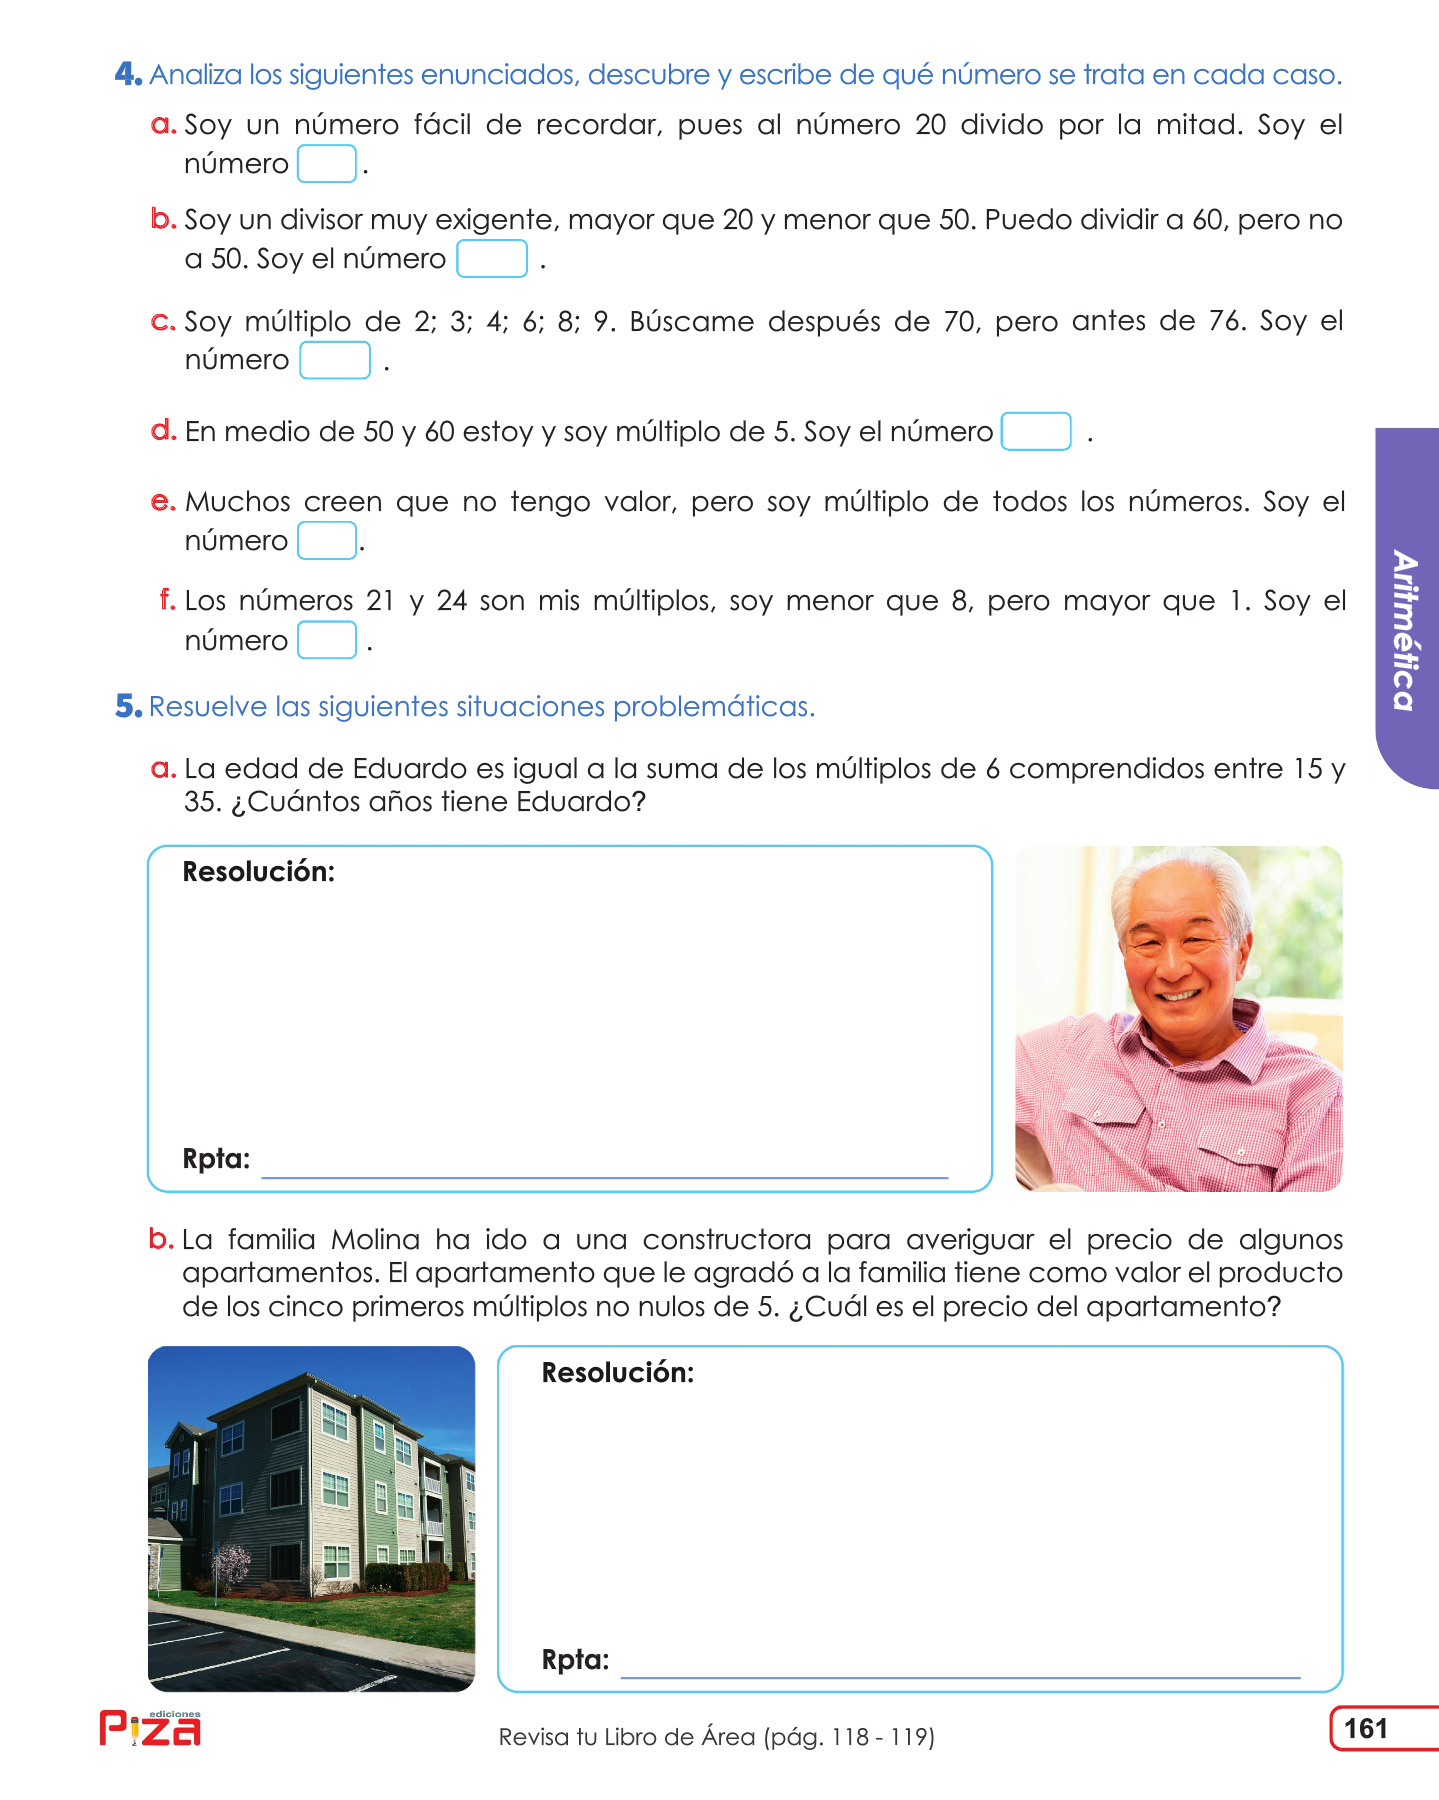 4. Analiza los siguientes enunciados, descubre y escribe de qué número se trata en cada caso.
a. Soy un número fácil de recordar, pues al número 20 divido por la mitad. Soy el
número .
b. Soy un divisor muy exigente, mayor que 20 y menor que 50. Puedo dividir a 60, pero no
a 50. Soy el número .
c. Soy múltiplo de 2; 3; 4; 6; 8; 9. Búscame después de 70, pero antes de 76. Soy el
número .
d. En medio de 50 y 60 estoy y soy múltiplo de 5. Soy el número .
e. Muchos creen que no tengo valor, pero soy múltiplo de todos los números. Soy el
número .
f. Los números 21 y 24 son mis múltiplos, soy menor que 8, pero mayor que 1. Soy el
número .
Aritmética
5. Resuelve las siguientes situaciones problemáticas.
a. La edad de Eduardo es igual a la suma de los múltiplos de 6 comprendidos entre 15 y
35. ¿Cuántos años tiene Eduardo?
Resolución:
Rpta:
b. La familia Molina ha ido a una constructora para averiguar el precio de algunos
apartamentos. El apartamento que le agradó a la familia tiene como valor el producto
de los cinco primeros múltiplos no nulos de 5. ¿Cuál es el precio del apartamento?
Resolución:
Rpta:
ediciones
Piza
Revisa tu Libro de Área (pág. 118 - 119)
161